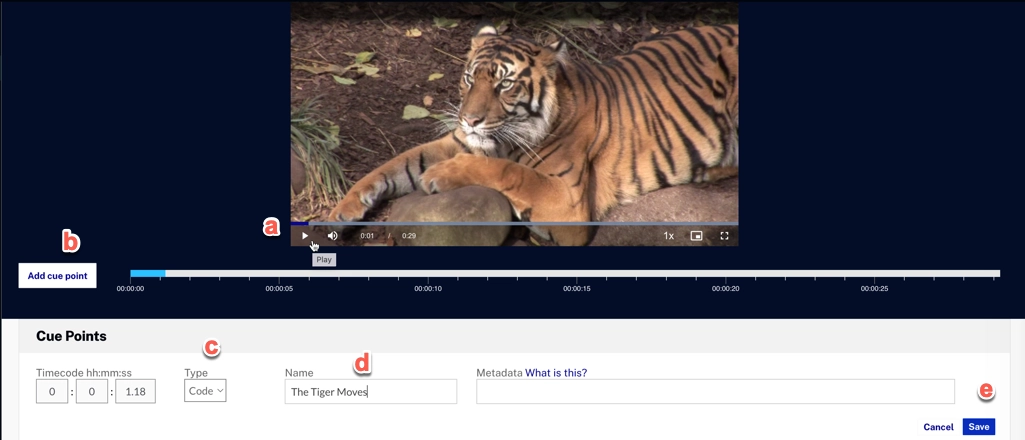 a
1x
0:01 / 0:29
Play
b
Add cue point
00:00:00 00:00:05 00:00:10 00:00:15 00:00:20 00:00:25
Cue Points
c
d
Timecode hh:mm:ss Type Name Metadata What is this?
0 : 0 : 1.18 Code The Tiger Moves
e
Cancel Save